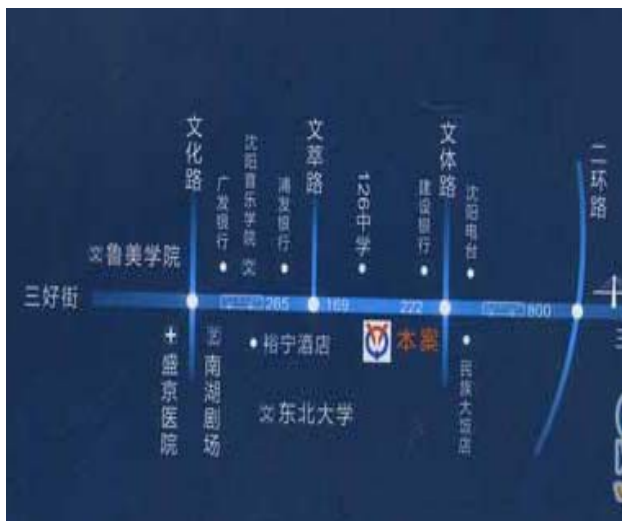 文化路
沈阳音乐学院
文萃路
文体路
二环路
广发银行
浦发银行
126中学
建设银行
沈阳电台
文鲁美学院
文
三好街
265
169
222
800
盛京医院
南湖剧场
裕宁酒店
本案
民族大饭店
文东北大学